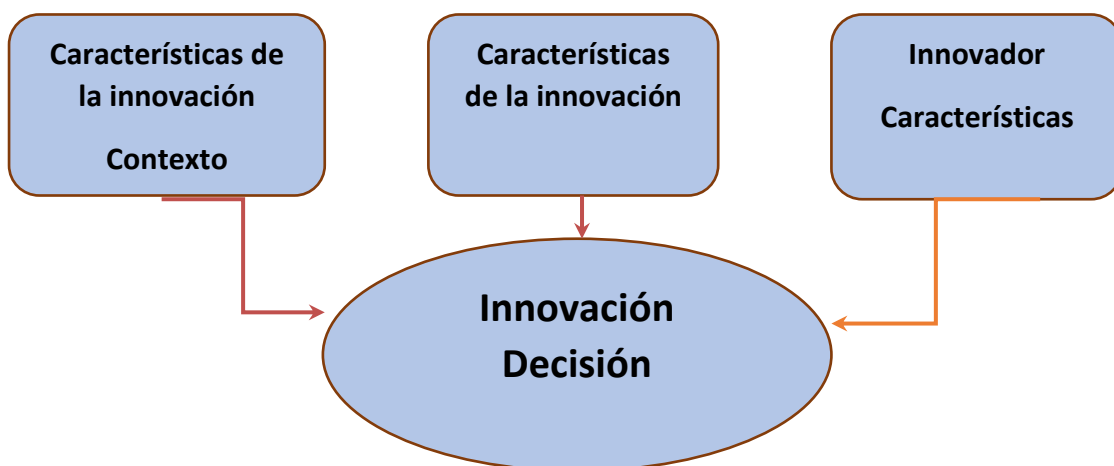 Características de
la innovación
Contexto
Características
de la innovación
Innovador
Características
Innovación
Decisión